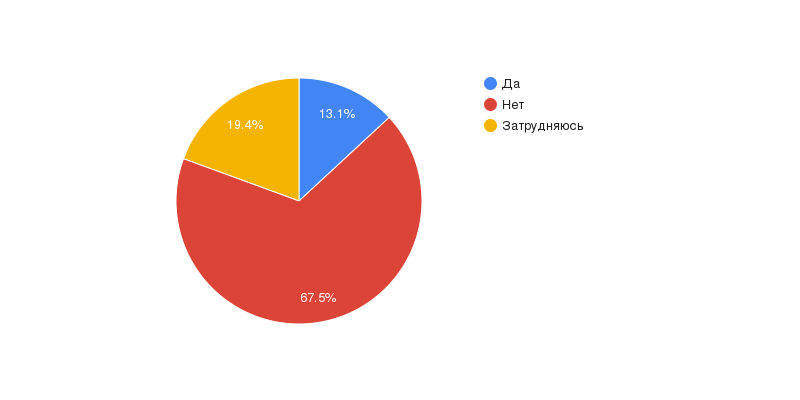 13.1%
19.4%
67.5%
Да
Нет
Затрудняюсь